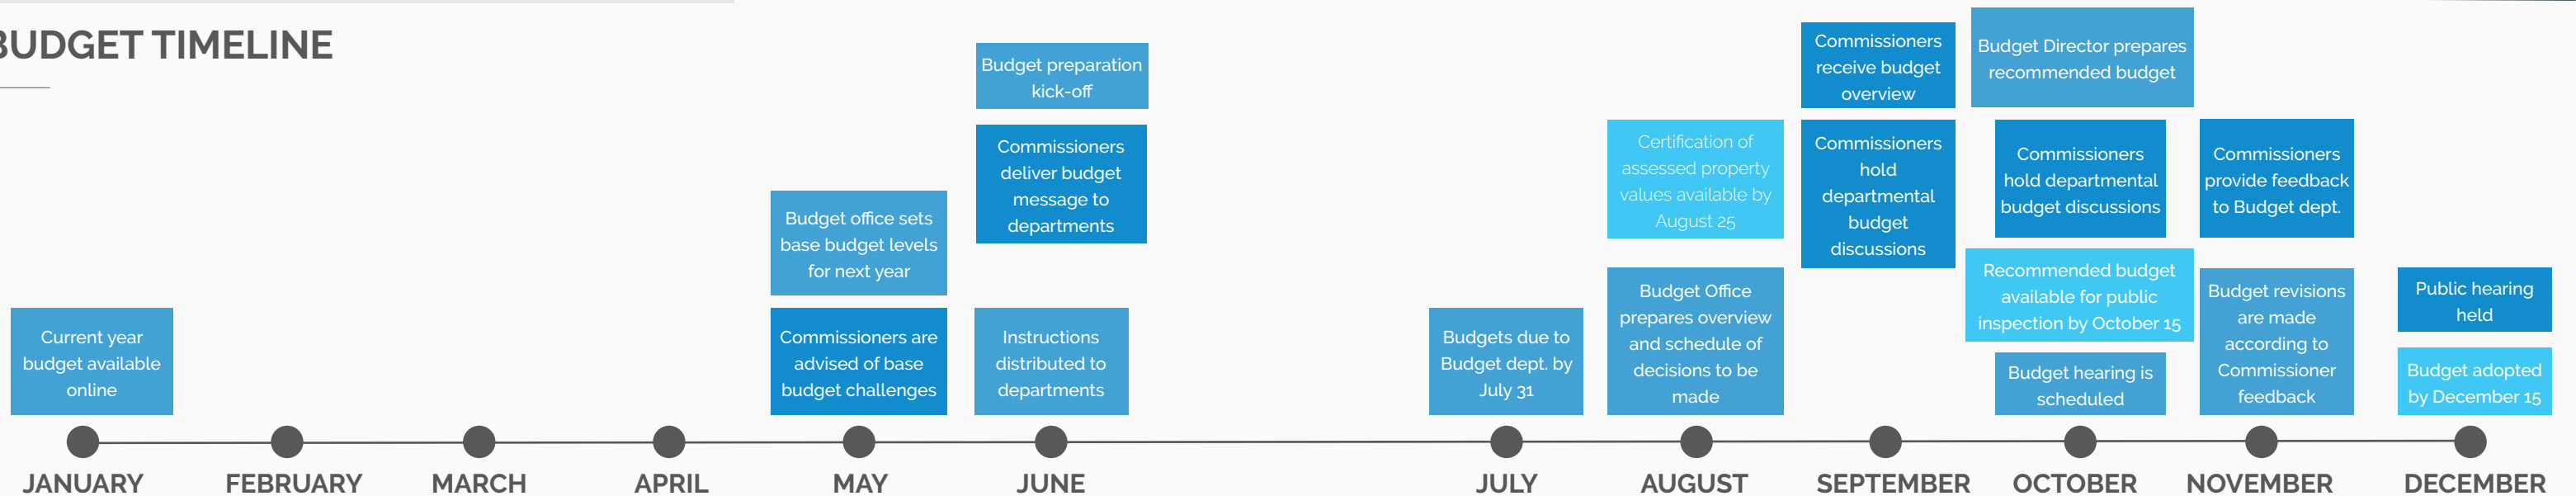 BUDGET TIMELINE
Current year
budget available
online
Budget office sets
base budget levels
for next year
Commissioners are
advised of base
budget challenges
Budget preparation
kick-off
Commissioners
deliver budget
message to
departments
Instructions
distributed to
departments
Budgets due to
Budget dept. by
July 31
Certification of
assessed property
values available by
August 25
Budget Office
prepares overview
and schedule of
decisions to be
made
Commissioners
receive budget
overview
Commissioners
hold
departmental
budget
discussions
Budget Director prepares
recommended budget
Commissioners
hold departmental
budget discussions
Recommended budget
available for public
inspection by October 15
Budget hearing is
scheduled
Commissioners
provide feedback
to Budget dept.
Budget revisions
are made
according to
Commissioner
feedback
Public hearing
held
Budget adopted
by December 15
JANUARY
FEBRUARY
MARCH
APRIL
MAY
JUNE
JULY
AUGUST
SEPTEMBER
OCTOBER
NOVEMBER
DECEMBER